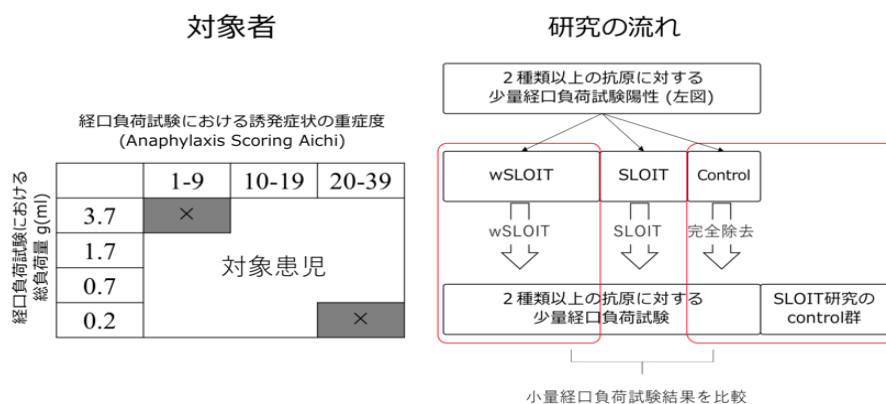 対象者
経口負荷試験における誘発症状の重症度
(Anaphylaxis Scoring Aichi)
経口負荷試験における
総負荷量 g(ml)
1-9 10-19 20-39
3.7 ×
1.7
0.7
0.2 ×
対象患児
研究の流れ
２種類以上の抗原に対する
少量経口負荷試験陽性 (左図)
wSLOIT SLOIT Control
wSLOIT SLOIT 完全除去
２種類以上の抗原に対する
少量経口負荷試験
SLOIT研究の
control群
小量経口負荷試験結果を比較